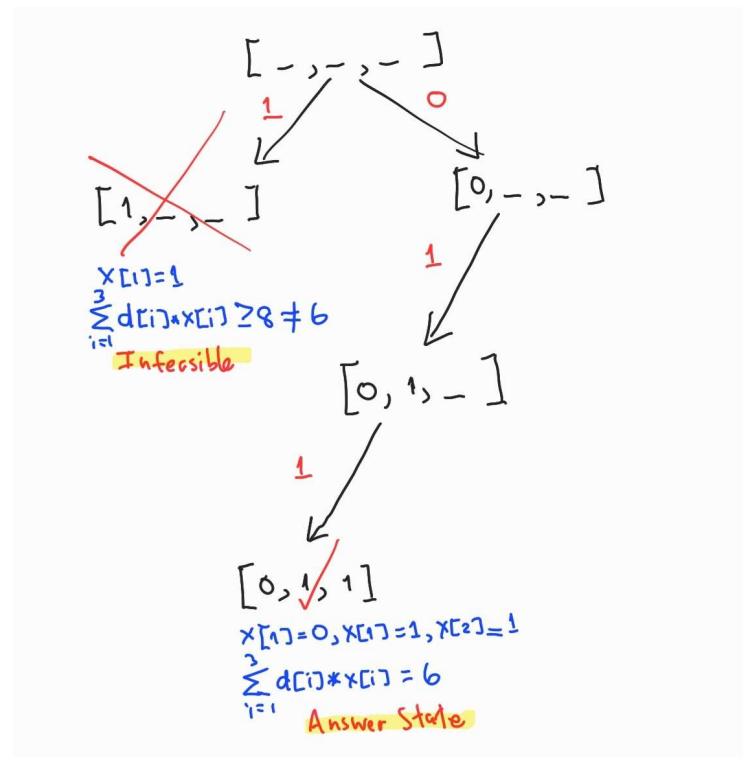 [_,_,_]
1
0
[1,_,_]
[0,_,_]
x[1]=1
3
∑ d[i]*x[i] ≥8 ≠ 6
i=1
Infeasible
1
[0,1,_]
1
[0,1,1]
x[1]=0,x[1]=1,x[2]=1
3
∑ d[i]*x[i] = 6
i=1
Answer State